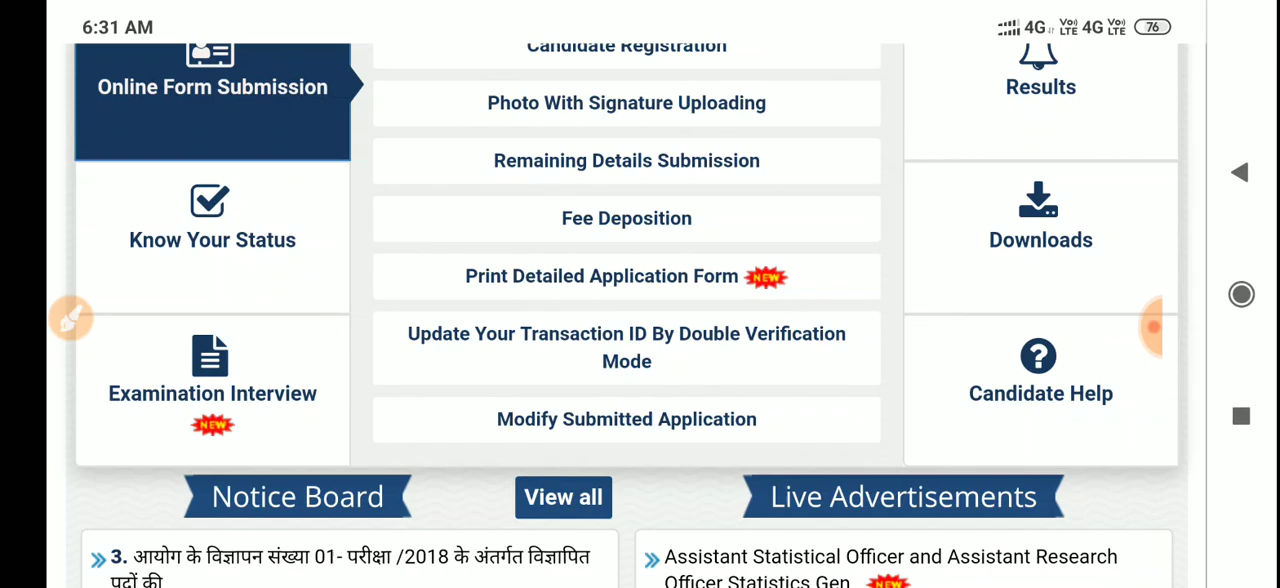 6:31 AM
4G VoLTE 4G VoLTE 76
Online Form Submission
Know Your Status
Examination Interview
NEW
Candidate Registration
Photo With Signature Uploading
Remaining Details Submission
Fee Deposition
Print Detailed Application Form NEW
Update Your Transaction ID By Double Verification
Mode
Modify Submitted Application
Results
Downloads
Candidate Help
Notice Board
View all
Live Advertisements
3. आयोग के विज्ञापन संख्या 01- परीक्षा /2018 के अंतर्गत विज्ञापित
पदों की
Assistant Statistical Officer and Assistant Research
Officer Statistics Gen NEW